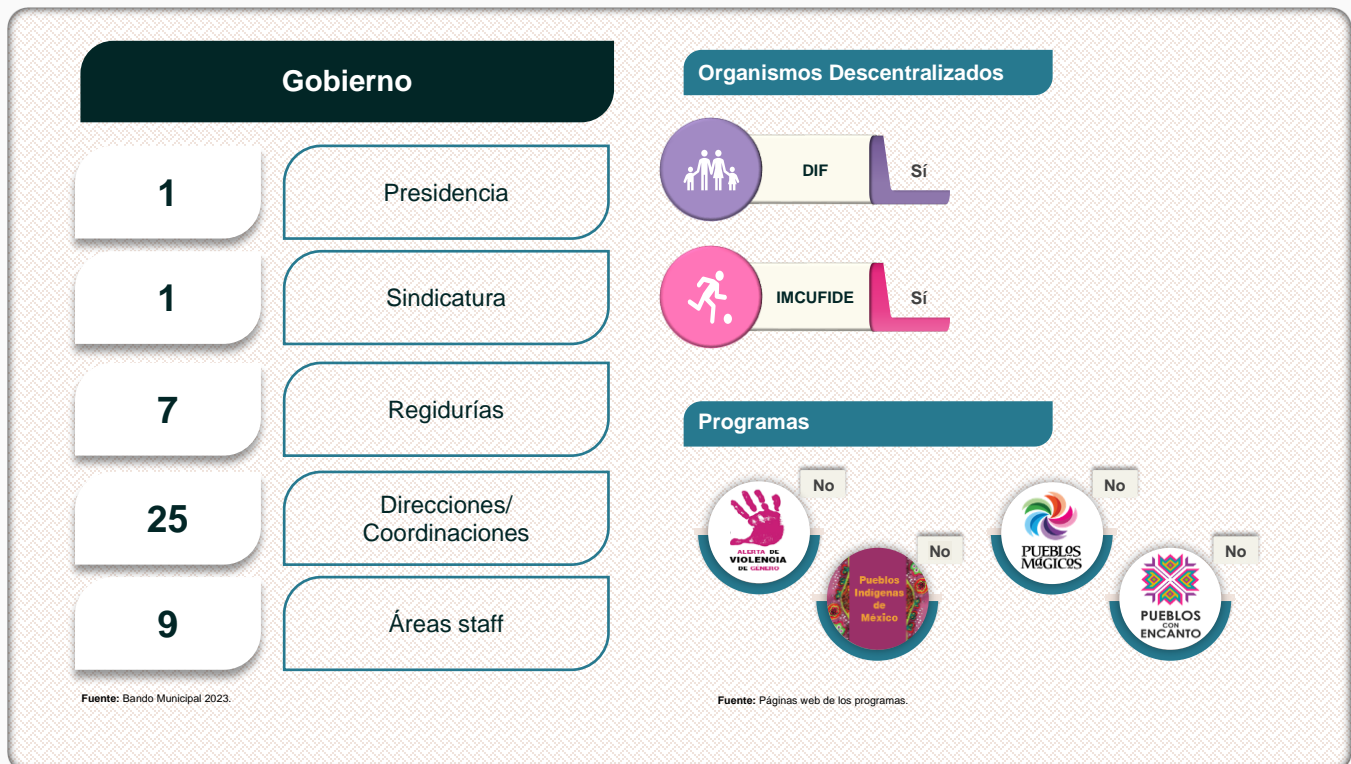 Gobierno
1
Presidencia
1
Sindicatura
7
Regidurías
25
Direcciones/
Coordinaciones
9
Áreas staff
Fuente: Bando Municipal 2023.
Organismos Descentralizados
DIF
Sí
IMCUFIDE
Sí
Programas
No
ALERTA DE
VIOLENCIA
DE GENERO
No
Pueblos
Indígenas
de
México
No
PUEBLOS
MÁGICOS
No
PUEBLOS
CON
ENCANTO
Fuente: Páginas web de los programas.